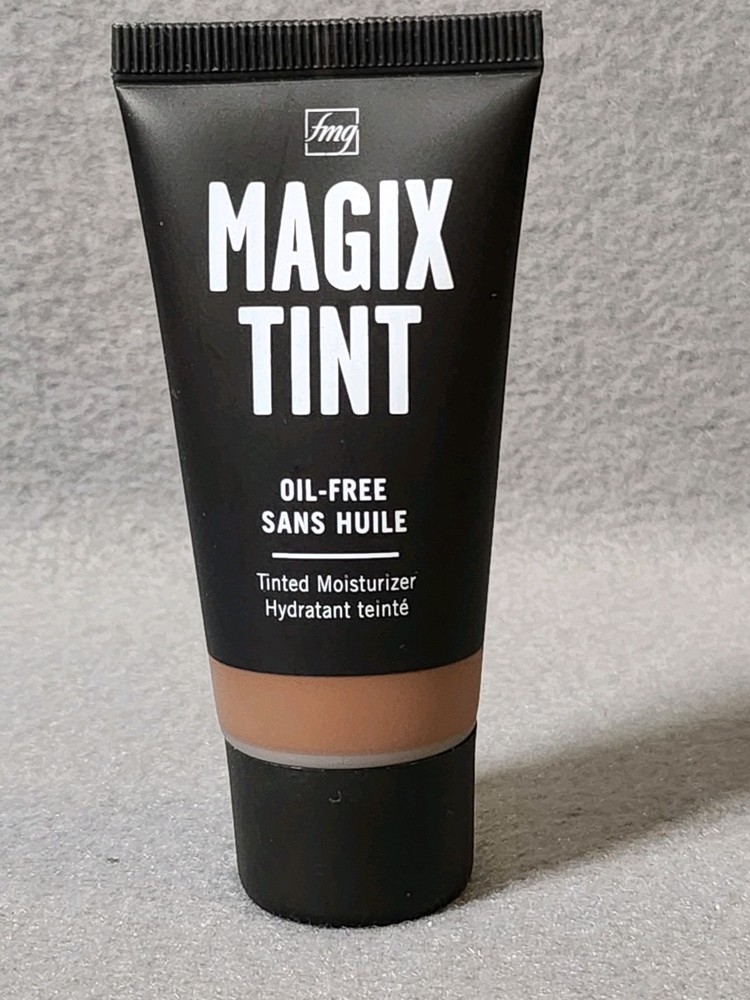 fmg
MAGIX
TINT
OIL-FREE
SANS HUILE
Tinted Moisturizer
Hydratant teinté